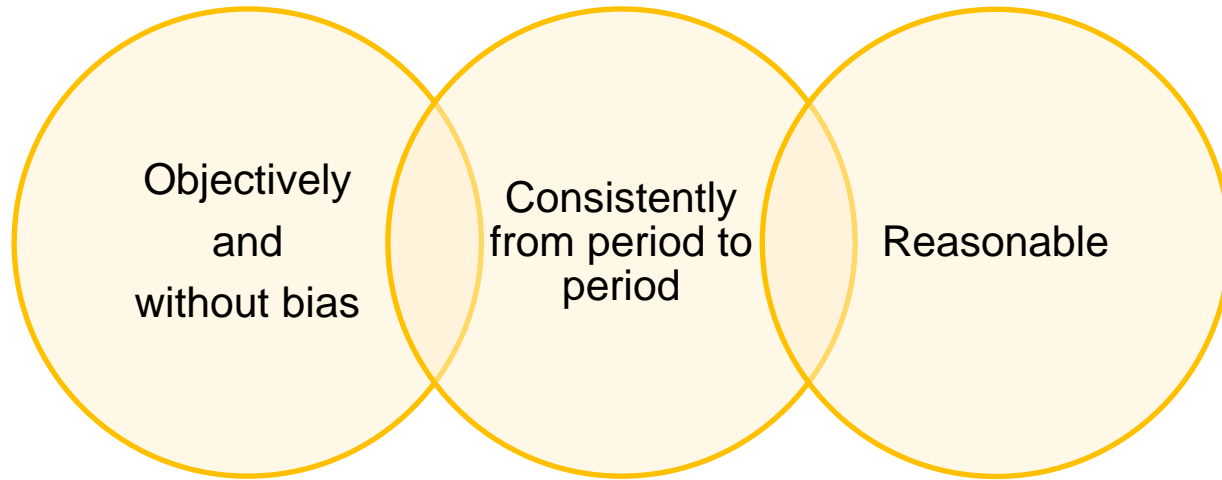 Objectively
and
without bias
Consistently
from period to
period
Reasonable